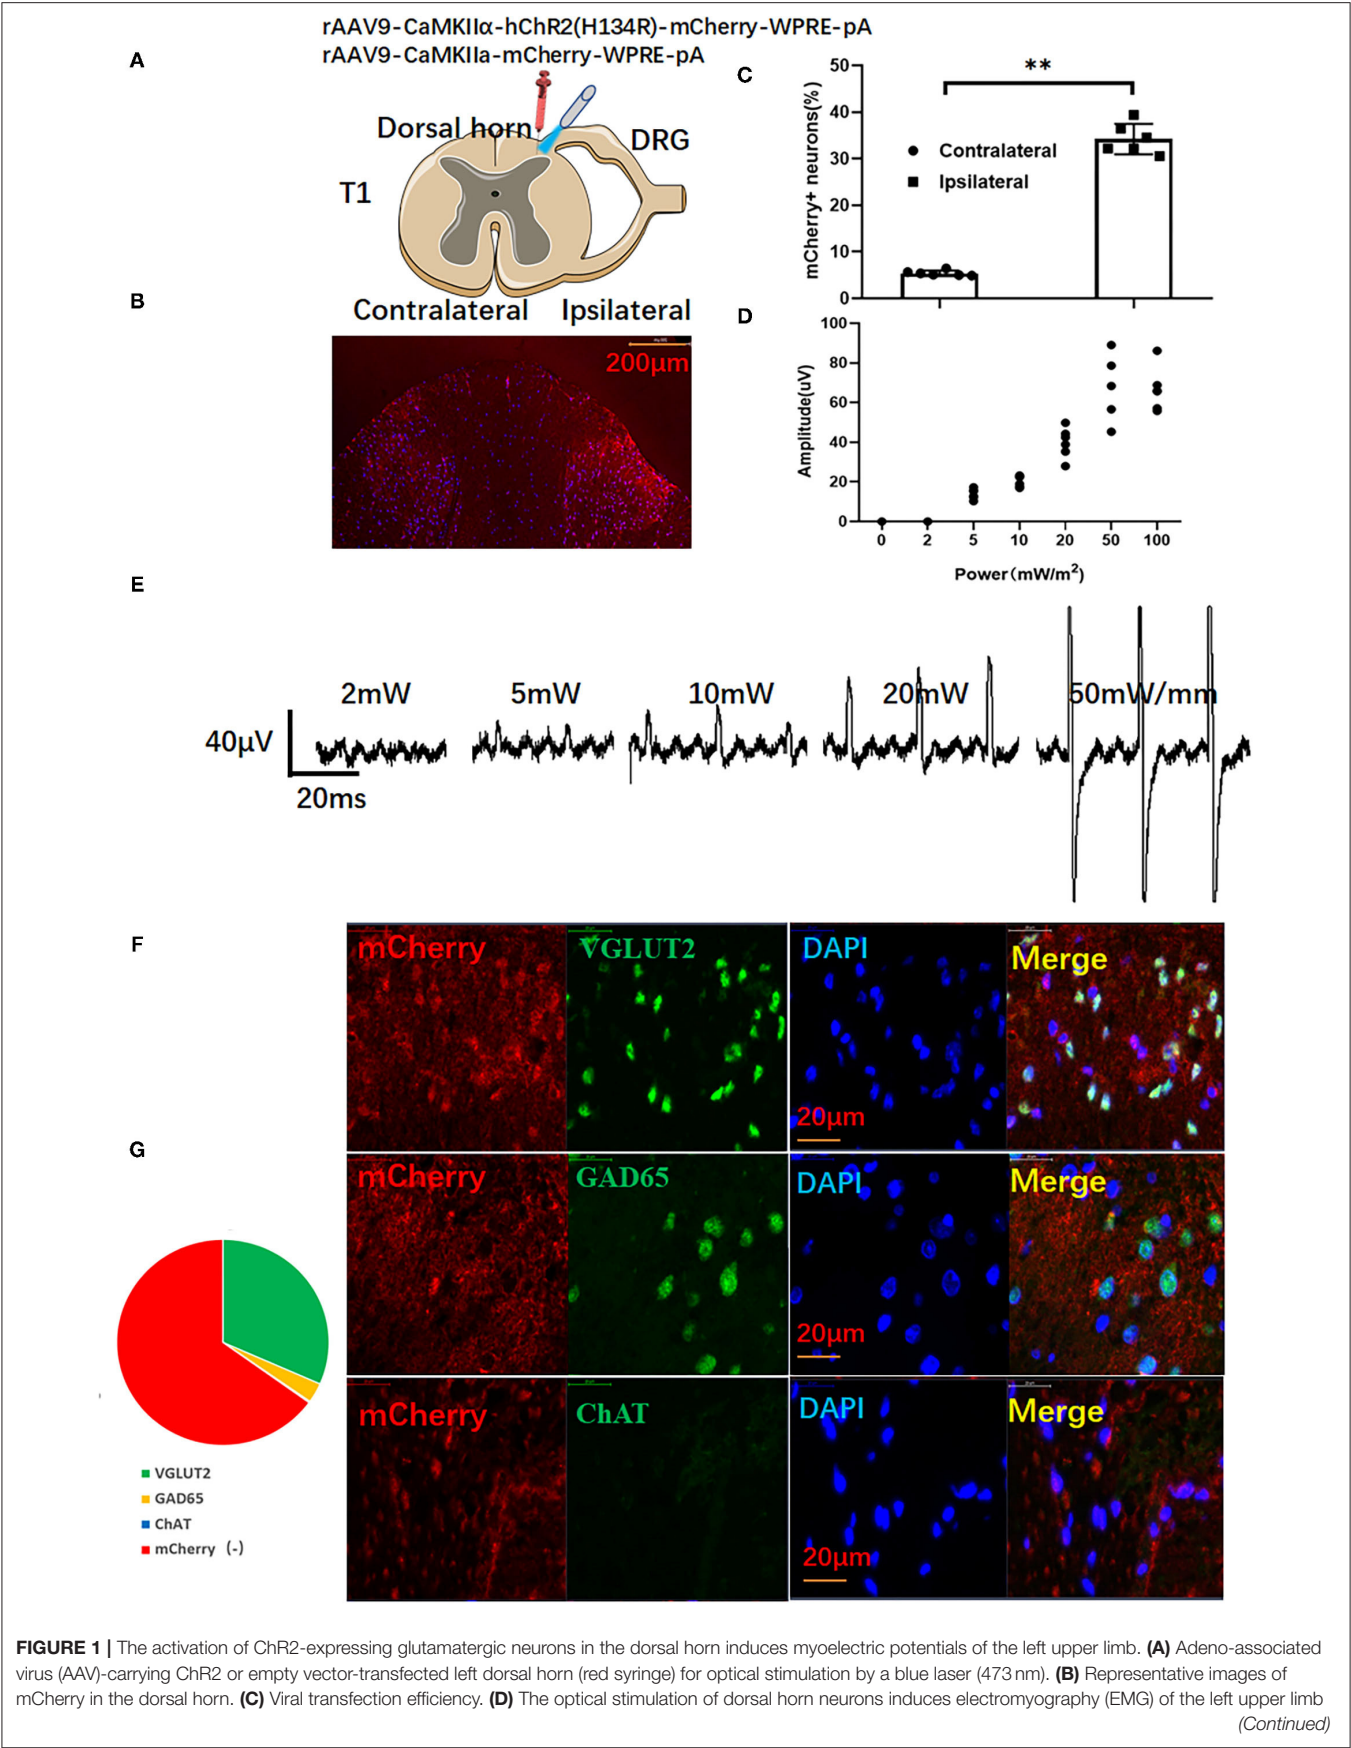 rAAV9-CaMKIIα-hChR2(H134R)-mCherry-WPRE-pA
rAAV9-CaMKIIa-mCherry-WPRE-pA
A
Dorsal horn
DRG
T1
Contralateral Ipsilateral
B
200μm
C
mCherry+ neurons(%)
50
40
30
20
10
0
**
Contralateral
Ipsilateral
D
Amplitude(uV)
100
80
60
40
20
0
0 2 5 10 20 50 100
Power(mW/m²)
E
2mW 5mW 10mW 20mW 50mW/mm
40μV
20ms
F
mCherry VGLUT2 DAPI Merge
20μm
mCherry GAD65 DAPI Merge
20μm
mCherry ChAT DAPI Merge
20μm
G
VGLUT2
GAD65
ChAT
mCherry (-)
FIGURE 1 | The activation of ChR2-expressing glutamatergic neurons in the dorsal horn induces myoelectric potentials of the left upper limb. (A) Adeno-associated
virus (AAV)-carrying ChR2 or empty vector-transfected left dorsal horn (red syringe) for optical stimulation by a blue laser (473 nm). (B) Representative images of
mCherry in the dorsal horn. (C) Viral transfection efficiency. (D) The optical stimulation of dorsal horn neurons induces electromyography (EMG) of the left upper limb
(Continued)